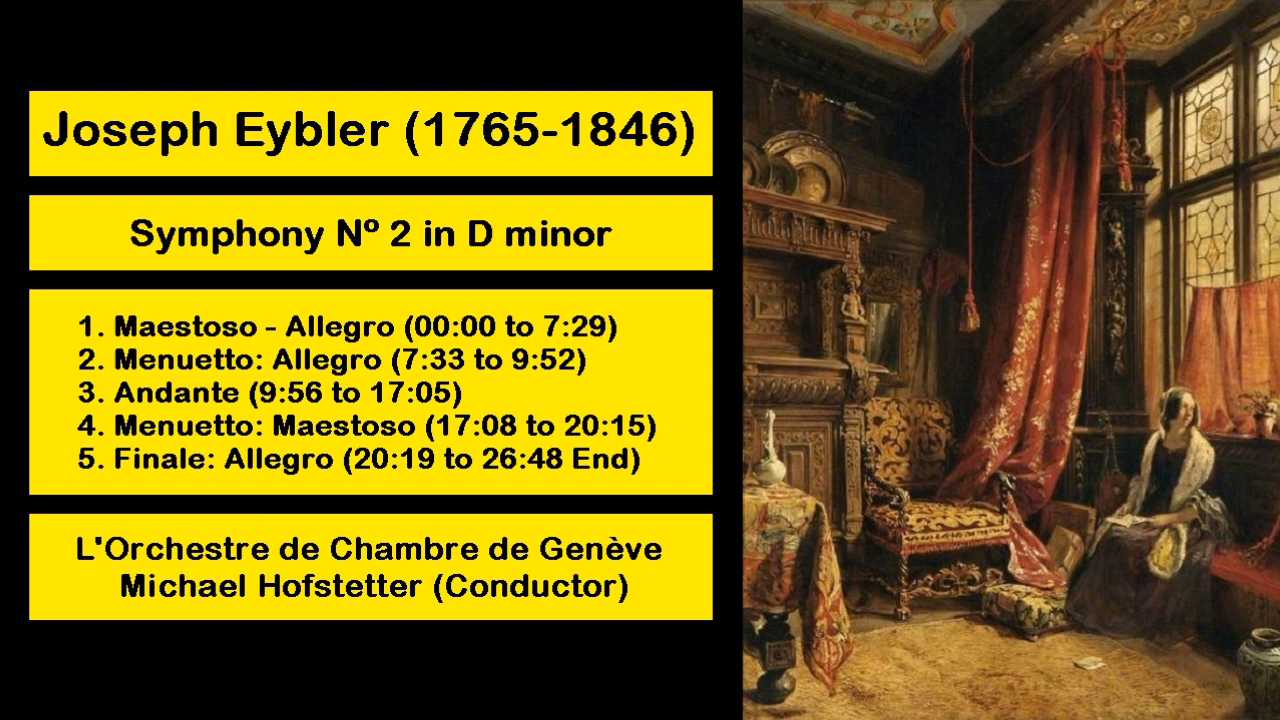 Joseph Eybler (1765-1846)
Symphony Nº 2 in D minor
1. Maestoso - Allegro (00:00 to 7:29)
2. Menuetto: Allegro (7:33 to 9:52)
3. Andante (9:56 to 17:05)
4. Menuetto: Maestoso (17:08 to 20:15)
5. Finale: Allegro (20:19 to 26:48 End)
L'Orchestre de Chambre de Genève
Michael Hofstetter (Conductor)